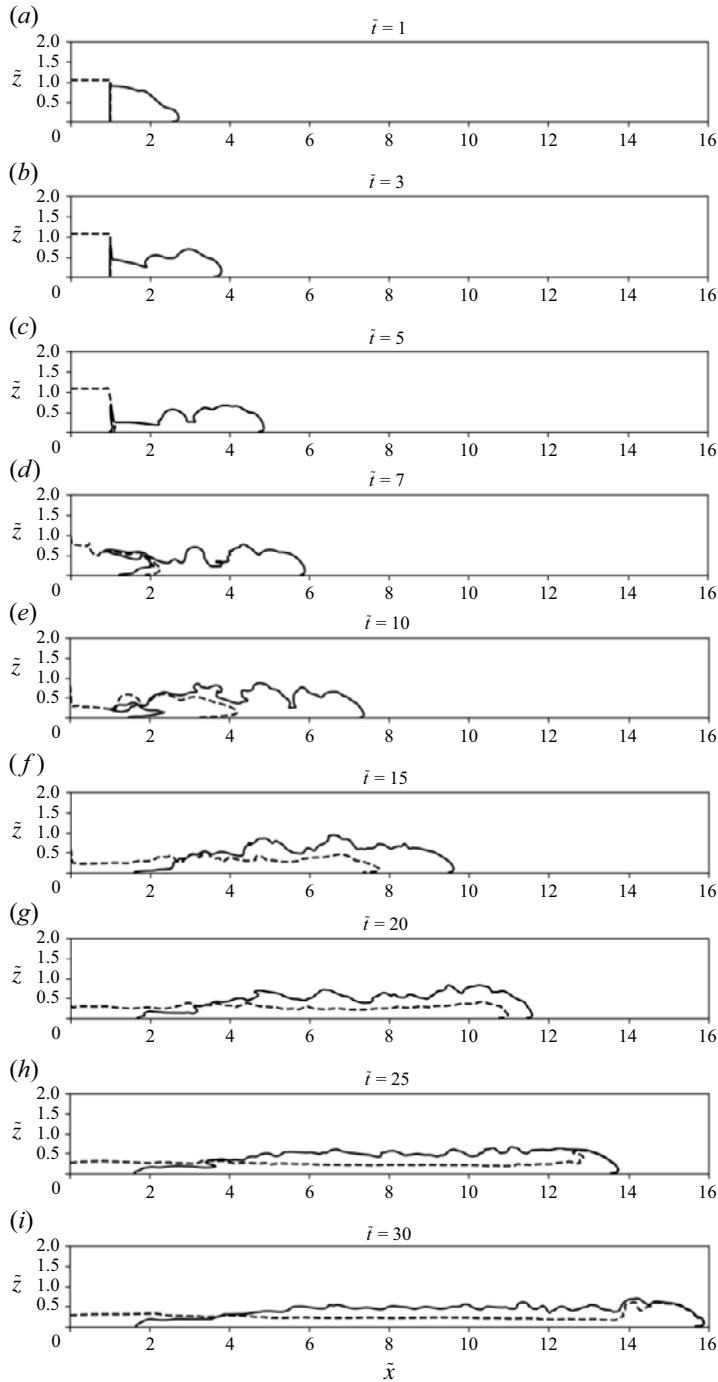 (a)
t̃ = 1
2.0
1.5
z̃ 1.0
0.5
0 2 4 6 8 10 12 14 16
(b)
t̃ = 3
2.0
1.5
z̃ 1.0
0.5
0 2 4 6 8 10 12 14 16
(c)
t̃ = 5
2.0
1.5
z̃ 1.0
0.5
0 2 4 6 8 10 12 14 16
(d)
t̃ = 7
2.0
1.5
z̃ 1.0
0.5
0 2 4 6 8 10 12 14 16
(e)
t̃ = 10
2.0
1.5
z̃ 1.0
0.5
0 2 4 6 8 10 12 14 16
(f)
t̃ = 15
2.0
1.5
z̃ 1.0
0.5
0 2 4 6 8 10 12 14 16
(g)
t̃ = 20
2.0
1.5
z̃ 1.0
0.5
0 2 4 6 8 10 12 14 16
(h)
t̃ = 25
2.0
1.5
z̃ 1.0
0.5
0 2 4 6 8 10 12 14 16
(i)
t̃ = 30
2.0
1.5
z̃ 1.0
0.5
0 2 4 6 8 10 12 14 16
x̃